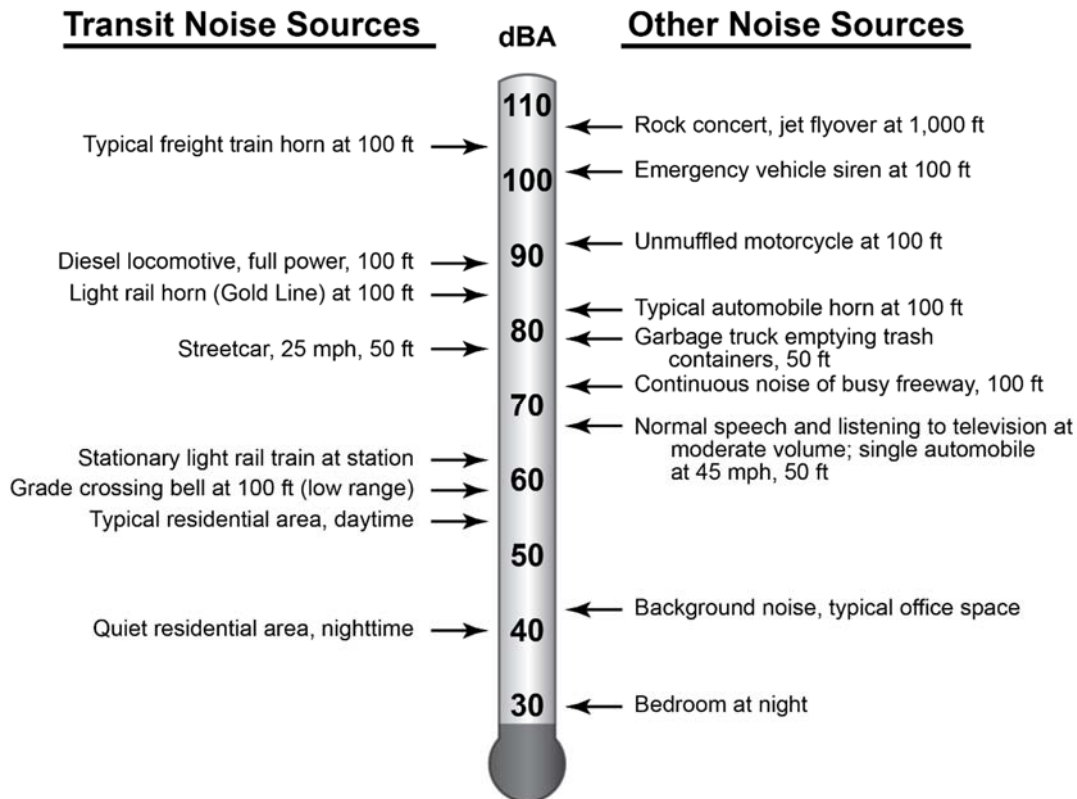 Transit Noise Sources
dBA
Other Noise Sources
110
Rock concert, jet flyover at 1,000 ft
Typical freight train horn at 100 ft
Emergency vehicle siren at 100 ft
100
Unmuffled motorcycle at 100 ft
90
Diesel locomotive, full power, 100 ft
Light rail horn (Gold Line) at 100 ft
Typical automobile horn at 100 ft
80
Garbage truck emptying trash
containers, 50 ft
Streetcar, 25 mph, 50 ft
Continuous noise of busy freeway, 100 ft
70
Normal speech and listening to television at
moderate volume; single automobile
at 45 mph, 50 ft
Stationary light rail train at station
60
Grade crossing bell at 100 ft (low range)
Typical residential area, daytime
50
Background noise, typical office space
Quiet residential area, nighttime
40
30
Bedroom at night